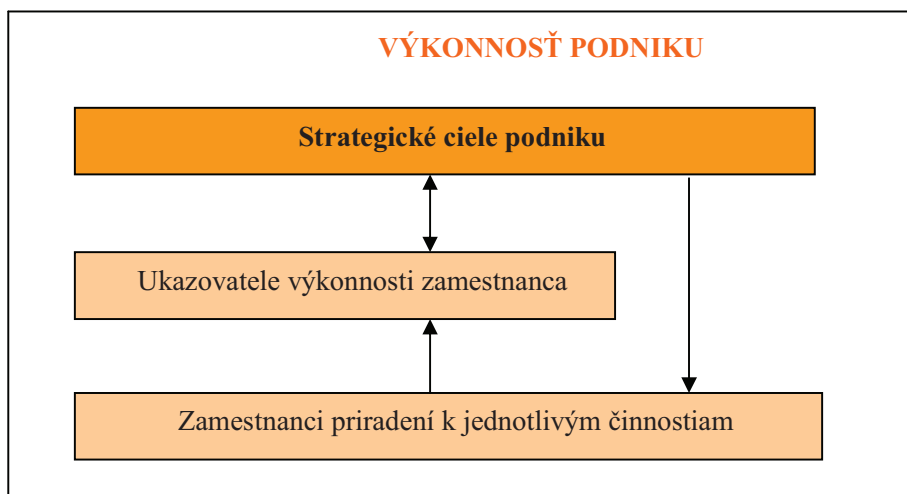 VÝKONNOSŤ PODNIKU
Strategické ciele podniku
Ukazovatele výkonnosti zamestnanca
Zamestnanci priradení k jednotlivým činnostiam